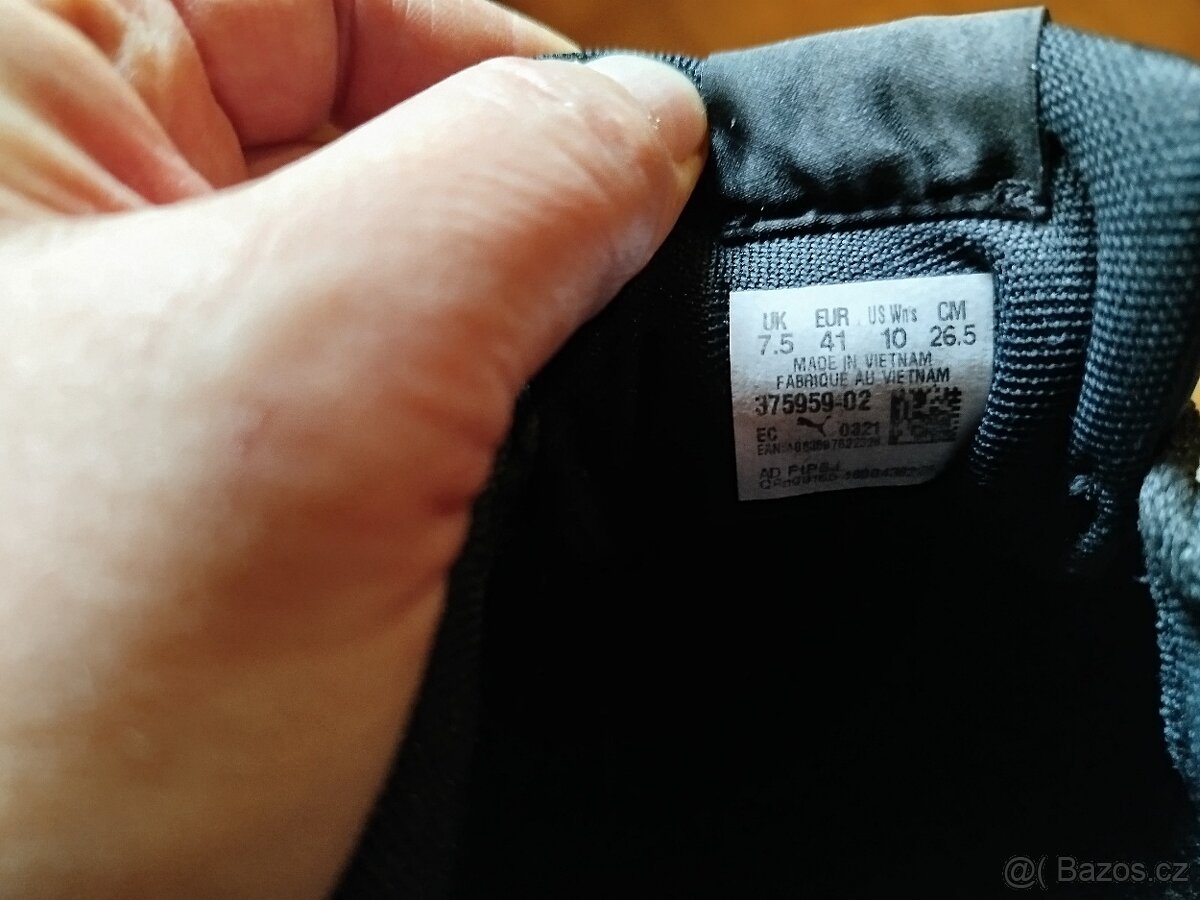 UK EUR US Wn's CM
7.5 41 10 26.5
MADE IN VIETNAM
FABRIQUE AU VIETNAM
375959-02
EC 0321
EAN:
@( Bazos.cz